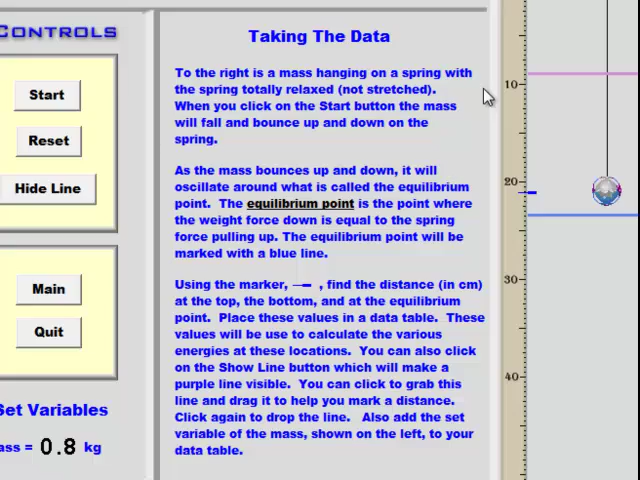 CONTROLS
Start
Reset
Hide Line
Main
Quit
Set Variables
ass = 0.8 kg
Taking The Data
To the right is a mass hanging on a spring with
the spring totally relaxed (not stretched).
When you click on the Start button the mass
will fall and bounce up and down on the
spring.
As the mass bounces up and down, it will
oscillate around what is called the equilibrium
point. The equilibrium point is the point where
the weight force down is equal to the spring
force pulling up. The equilibrium point will be
marked with a blue line.
Using the marker, , find the distance (in cm)
at the top, the bottom, and at the equilibrium
point. Place these values in a data table. These
values will be use to calculate the various
energies at these locations. You can also click
on the Show Line button which will make a
purple line visible. You can click to grab this
line and drag it to help you mark a distance.
Click again to drop the line. Also add the set
variable of the mass, shown on the left, to your
data table.
10
20
30
40